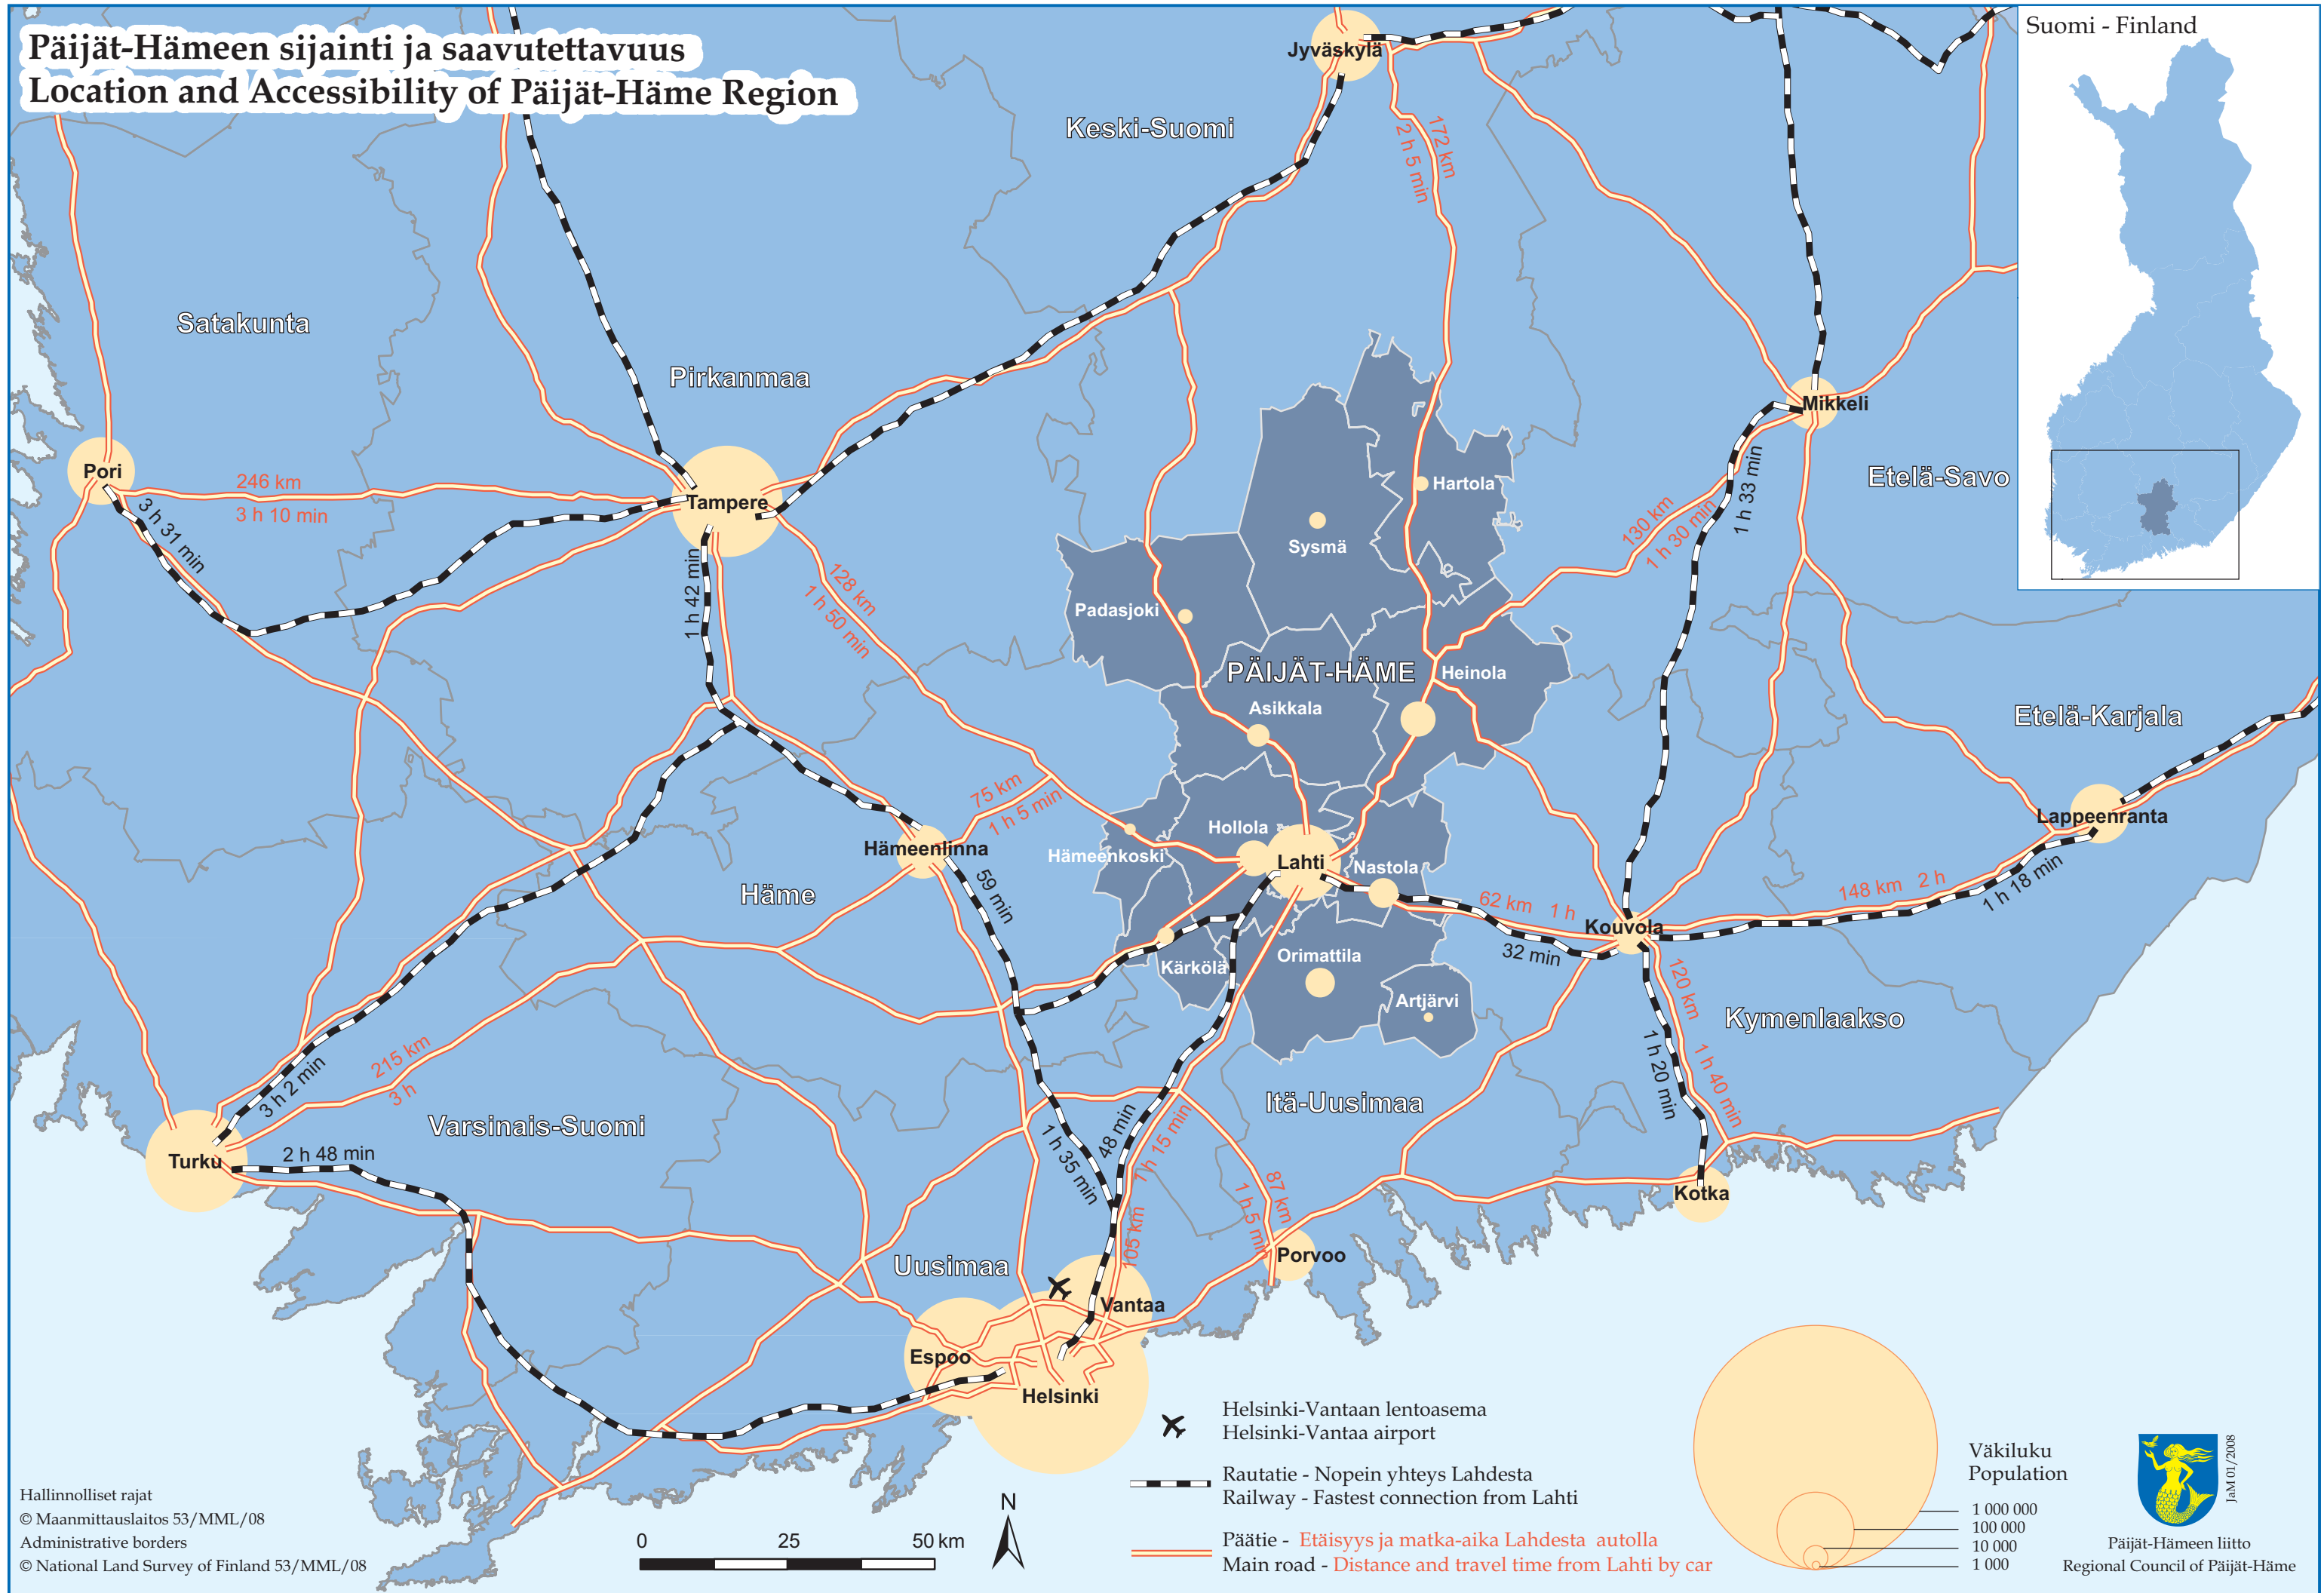 Päijät-Hämeen sijainti ja saavutettavuus
Location and Accessibility of Päijät-Häme Region
Suomi - Finland
Jyväskylä
Keski-Suomi
172 km
2 h 5 min
Satakunta
Pirkanmaa
Mikkeli
Etelä-Savo
Pori
246 km
3 h 10 min
3 h 31 min
Tampere
1 h 42 min
128 km
1 h 50 min
Hartola
Sysmä
Padasjoki
PÄIJÄT-HÄME
Heinola
Asikkala
130 km
1 h 30 min
1 h 33 min
Etelä-Karjala
Lappeenranta
75 km
1 h 5 min
Hämeenlinna
Hämeenkoski
Hollola
Lahti
Nastola
Häme
59 min
62 km 1 h
32 min
Kouvola
148 km 2 h
1 h 18 min
Kärkölä
Orimattila
Artjärvi
120 km
1 h 40 min
1 h 20 min
Kymenlaakso
215 km
3 h
3 h 2 min
Varsinais-Suomi
Itä-Uusimaa
Turku
2 h 48 min
1 h 35 min
48 min
1 h 15 min
105 km
87 km
1 h 5 min
Kotka
Porvoo
Uusimaa
Vantaa
Espoo
Helsinki
Helsinki-Vantaan lentoasema
Helsinki-Vantaa airport
Rautatie - Nopein yhteys Lahdesta
Railway - Fastest connection from Lahti
Päätie - Etäisyys ja matka-aika Lahdesta autolla
Main road - Distance and travel time from Lahti by car
N
0 25 50 km
Väkiluku
Population
1 000 000
100 000
10 000
1 000
JaM 01/2008
Päijät-Hämeen liitto
Regional Council of Päijät-Häme
Hallinnolliset rajat
© Maanmittauslaitos 53/MML/08
Administrative borders
© National Land Survey of Finland 53/MML/08